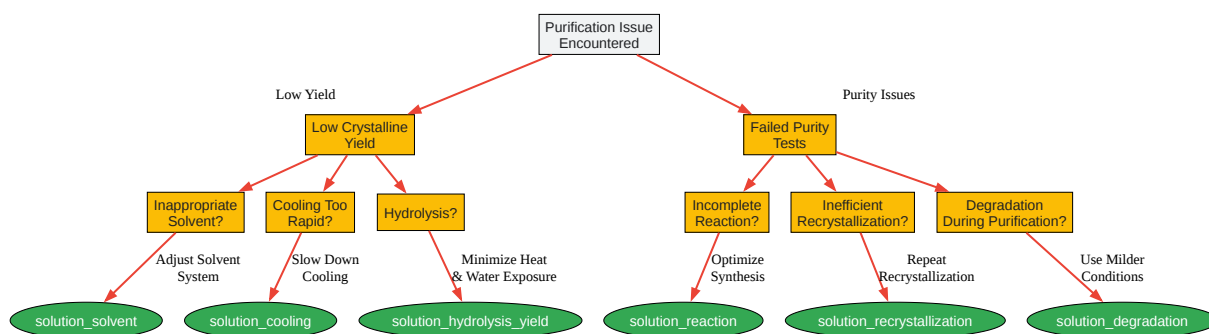 Purification Issue
Encountered
Low Yield
Purity Issues
Low Crystalline
Yield
Failed Purity
Tests
Inappropriate
Solvent?
Cooling Too
Rapid?
Hydrolysis?
Incomplete
Reaction?
Inefficient
Recrystallization?
Degradation
During Purification?
Adjust Solvent
System
Slow Down
Cooling
Minimize Heat
& Water Exposure
Optimize
Synthesis
Repeat
Recrystallization
Use Milder
Conditions
solution_solvent
solution_cooling
solution_hydrolysis_yield
solution_reaction
solution_recrystallization
solution_degradation